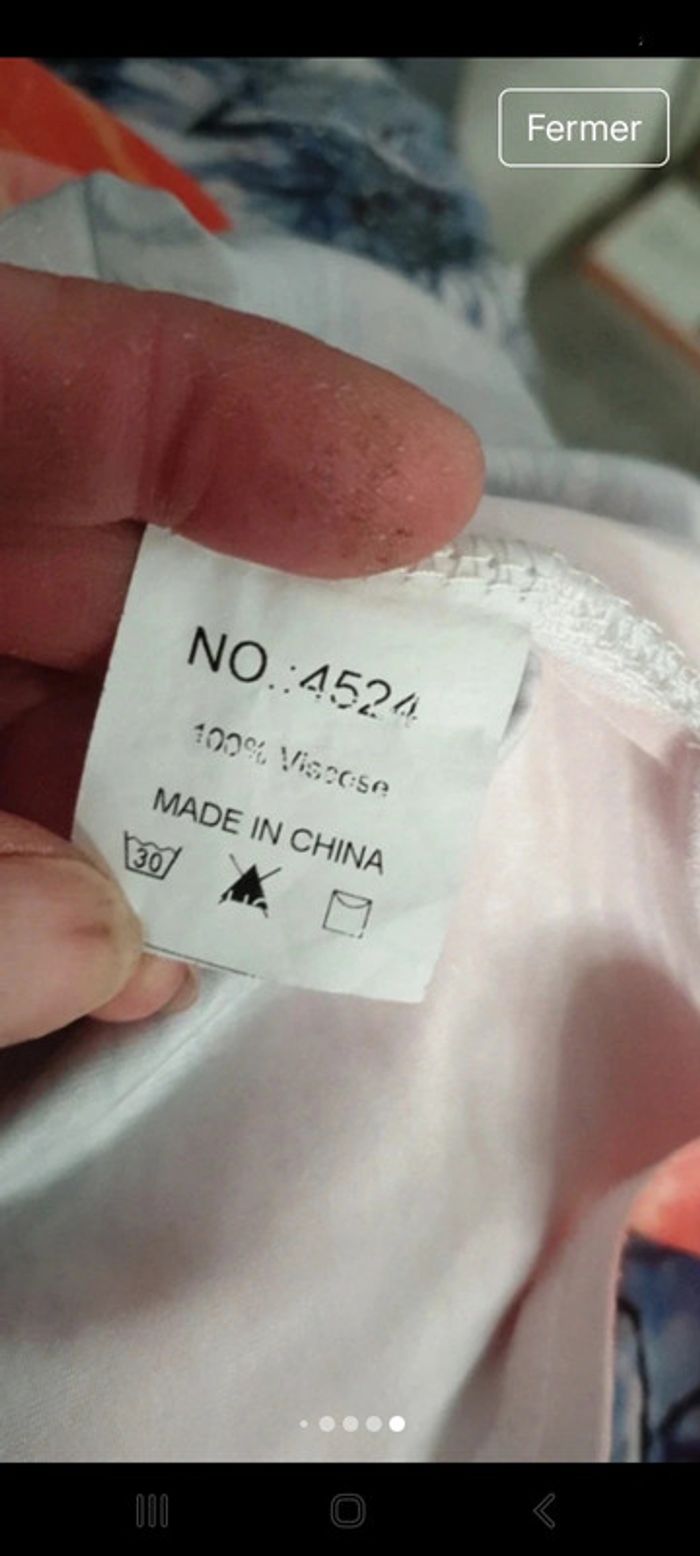 Fermer
NO.:4524
100% Viscose
MADE IN CHINA
30